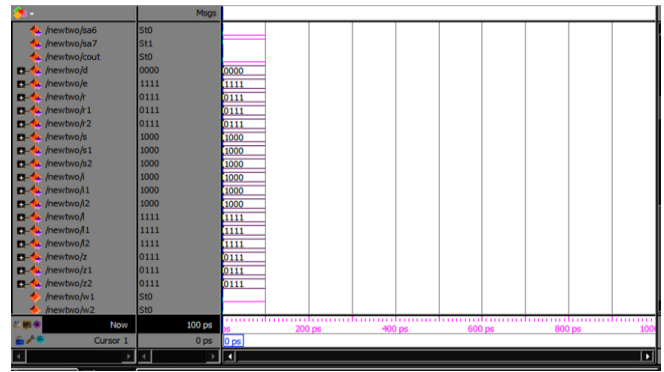 Msgs
/newtwo/sa6 St0
/newtwo/sa7 St1
/newtwo/cout St0
/newtwo/d 0000 0000
/newtwo/e 1111 1111
/newtwo/r 0111 0111
/newtwo/r1 0111 0111
/newtwo/r2 0111 0111
/newtwo/s 1000 1000
/newtwo/s1 1000 1000
/newtwo/s2 1000 1000
/newtwo/i 1000 1000
/newtwo/i1 1000 1000
/newtwo/i2 1000 1000
/newtwo/l 1111 1111
/newtwo/l1 1111 1111
/newtwo/l2 1111 1111
/newtwo/z 0111 0111
/newtwo/z1 0111 0111
/newtwo/z2 0111 0111
/newtwo/w1 St0
/newtwo/w2 St0
Now 100 ps ps 200 ps 400 ps 600 ps 800 ps 100
Cursor 1 0 ps 0 ps